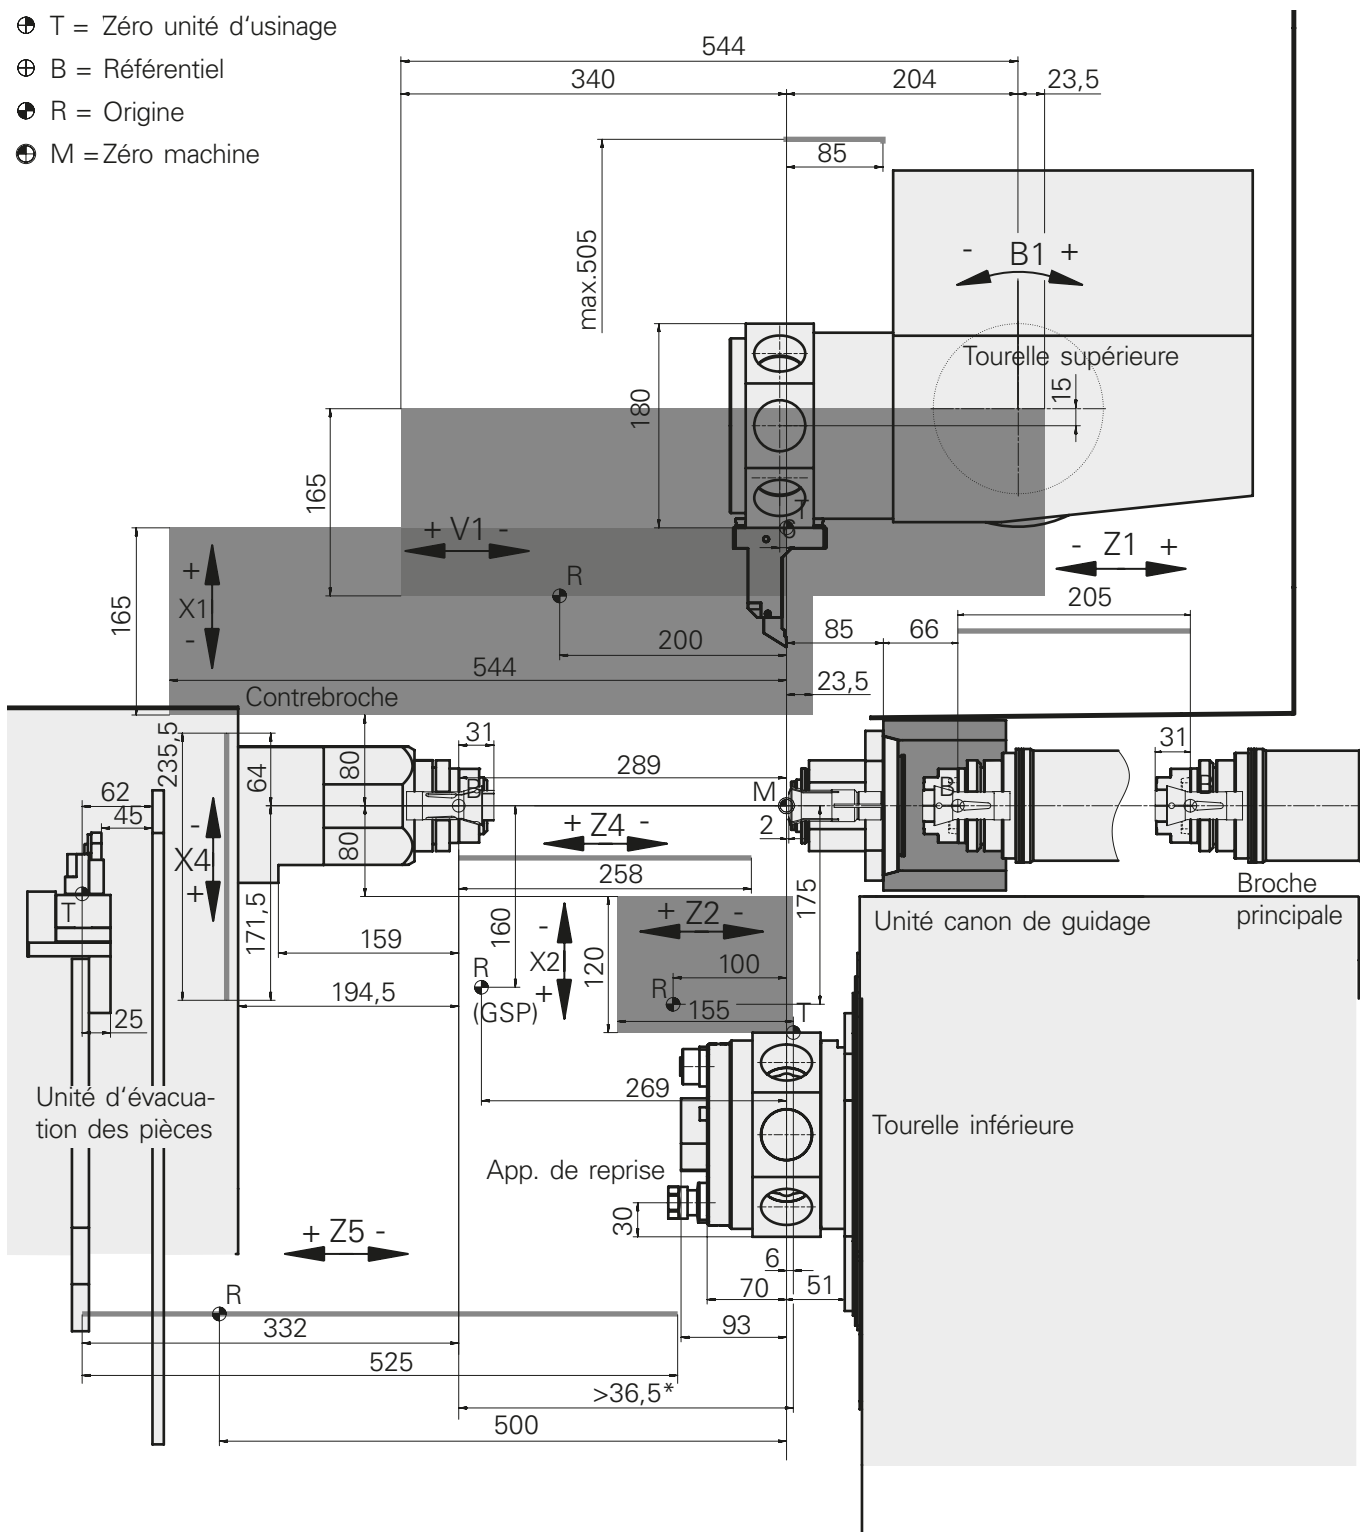 T = Zéro unité d'usinage
B = Référentiel
R = Origine
M = Zéro machine
544
340
204
23,5
85
max.505
- B1 +
Tourelle supérieure
15
180
165
+ V1 -
T
6
R
- Z1 +
205
165
+
X1
-
200
85
66
544
23,5
Contrebroche
235,5
64
80
31
289
M
31
62
45
B
B
2
+ Z4 -
80
-
X4
+
258
175
Broche
principale
T
171,5
159
160
-
X2
+
120
+ Z2 -
Unité canon de guidage
R
(GSP)
100
R
194,5
155
T
25
269
Unité d'évacua-
tion des pièces
Tourelle inférieure
App. de reprise
30
+ Z5 -
6
70
51
R
332
93
525
>36,5*
500